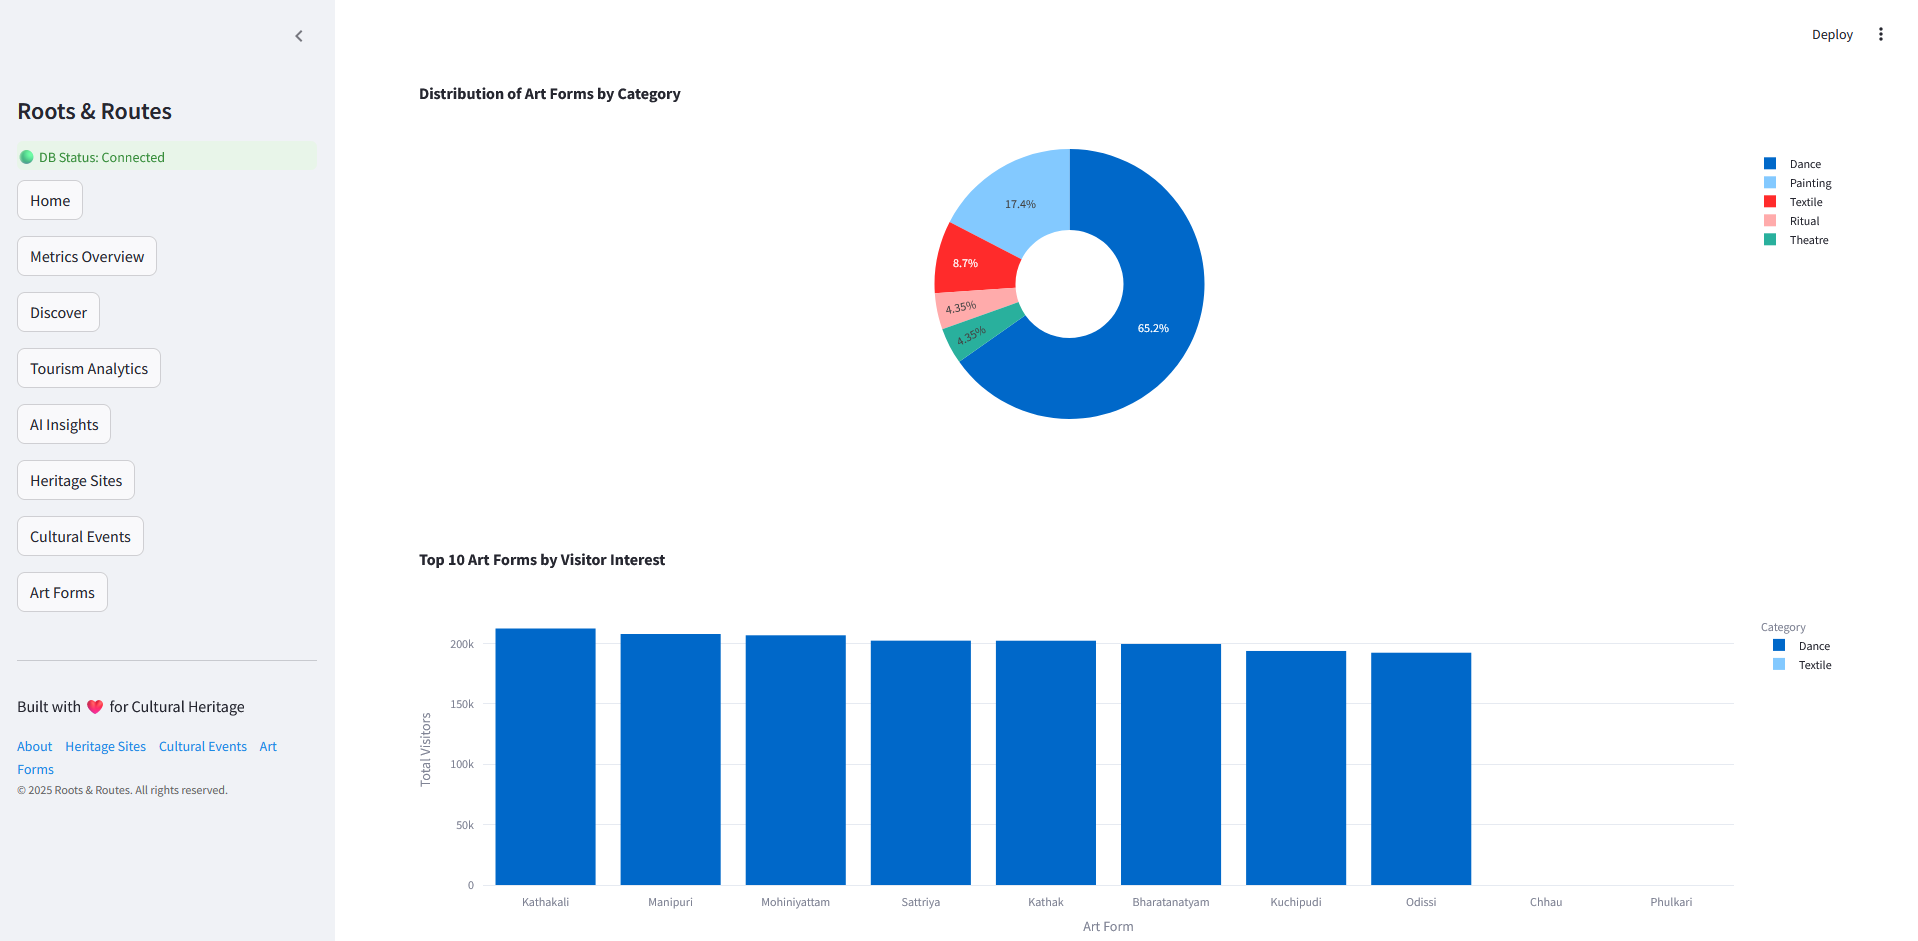 Deploy
Roots & Routes
DB Status: Connected
Home
Metrics Overview
Discover
Tourism Analytics
AI Insights
Heritage Sites
Cultural Events
Art Forms
Built with ❤️ for Cultural Heritage
About Heritage Sites Cultural Events Art
Forms
© 2025 Roots & Routes. All rights reserved.
Distribution of Art Forms by Category
17.4%
8.7%
4.35%
4.35%
65.2%
Dance
Painting
Textile
Ritual
Theatre
Top 10 Art Forms by Visitor Interest
Total Visitors
200k
150k
100k
50k
0
Kathakali Manipuri Mohiniyattam Sattriya Kathak Bharatanatyam Kuchipudi Odissi Chhau Phulkari
Art Form
Category
Dance
Textile